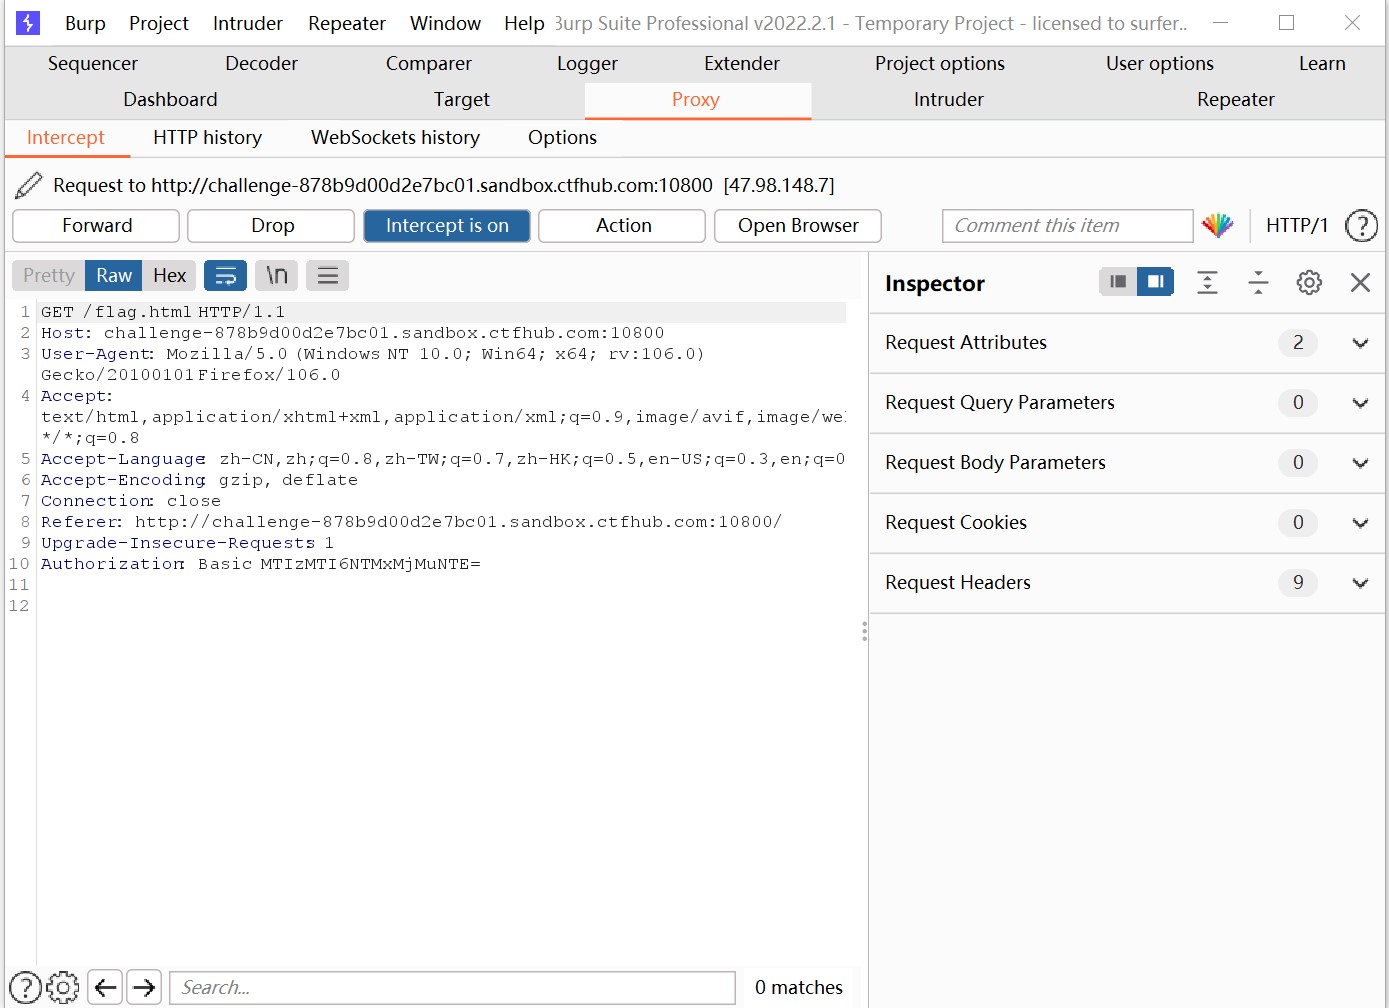 Burp Project Intruder Repeater Window Help Burp Suite Professional v2022.2.1 - Temporary Project - licensed to surfer..
Sequencer Decoder Comparer Logger Extender Project options User options Learn
Dashboard Target Proxy Intruder Repeater
Intercept HTTP history WebSockets history Options
Request to http://challenge-878b9d00d2e7bc01.sandbox.ctfhub.com:10800 [47.98.148.7]
Forward Drop Intercept is on Action Open Browser Comment this item HTTP/1 ?
Pretty Raw Hex \n
Inspector
1 GET /flag.html HTTP/1.1
2 Host: challenge-878b9d00d2e7bc01.sandbox.ctfhub.com:10800
3 User-Agent: Mozilla/5.0 (Windows NT 10.0; Win64; x64; rv:106.0)
Gecko/20100101 Firefox/106.0
4 Accept:
text/html,application/xhtml+xml,application/xml;q=0.9,image/avif,image/we
*/*;q=0.8
5 Accept-Language: zh-CN,zh;q=0.8,zh-TW;q=0.7,zh-HK;q=0.5,en-US;q=0.3,en;q=0
6 Accept-Encoding: gzip, deflate
7 Connection: close
8 Referer: http://challenge-878b9d00d2e7bc01.sandbox.ctfhub.com:10800/
9 Upgrade-Insecure-Requests: 1
10 Authorization: Basic MTIzMTI6NTMxMjMuNTE=
11
12
Request Attributes 2
Request Query Parameters 0
Request Body Parameters 0
Request Cookies 0
Request Headers 9
? Search... 0 matches